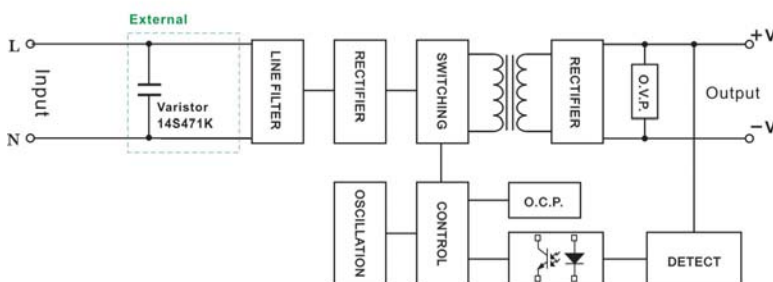 External
L
+V
Input
Varistor
14S471K
LINE FILTER
RECTIFIER
SWITCHING
RECTIFIER
O.V.P.
Output
N
-V
OSCILLATION
CONTROL
O.C.P.
DETECT